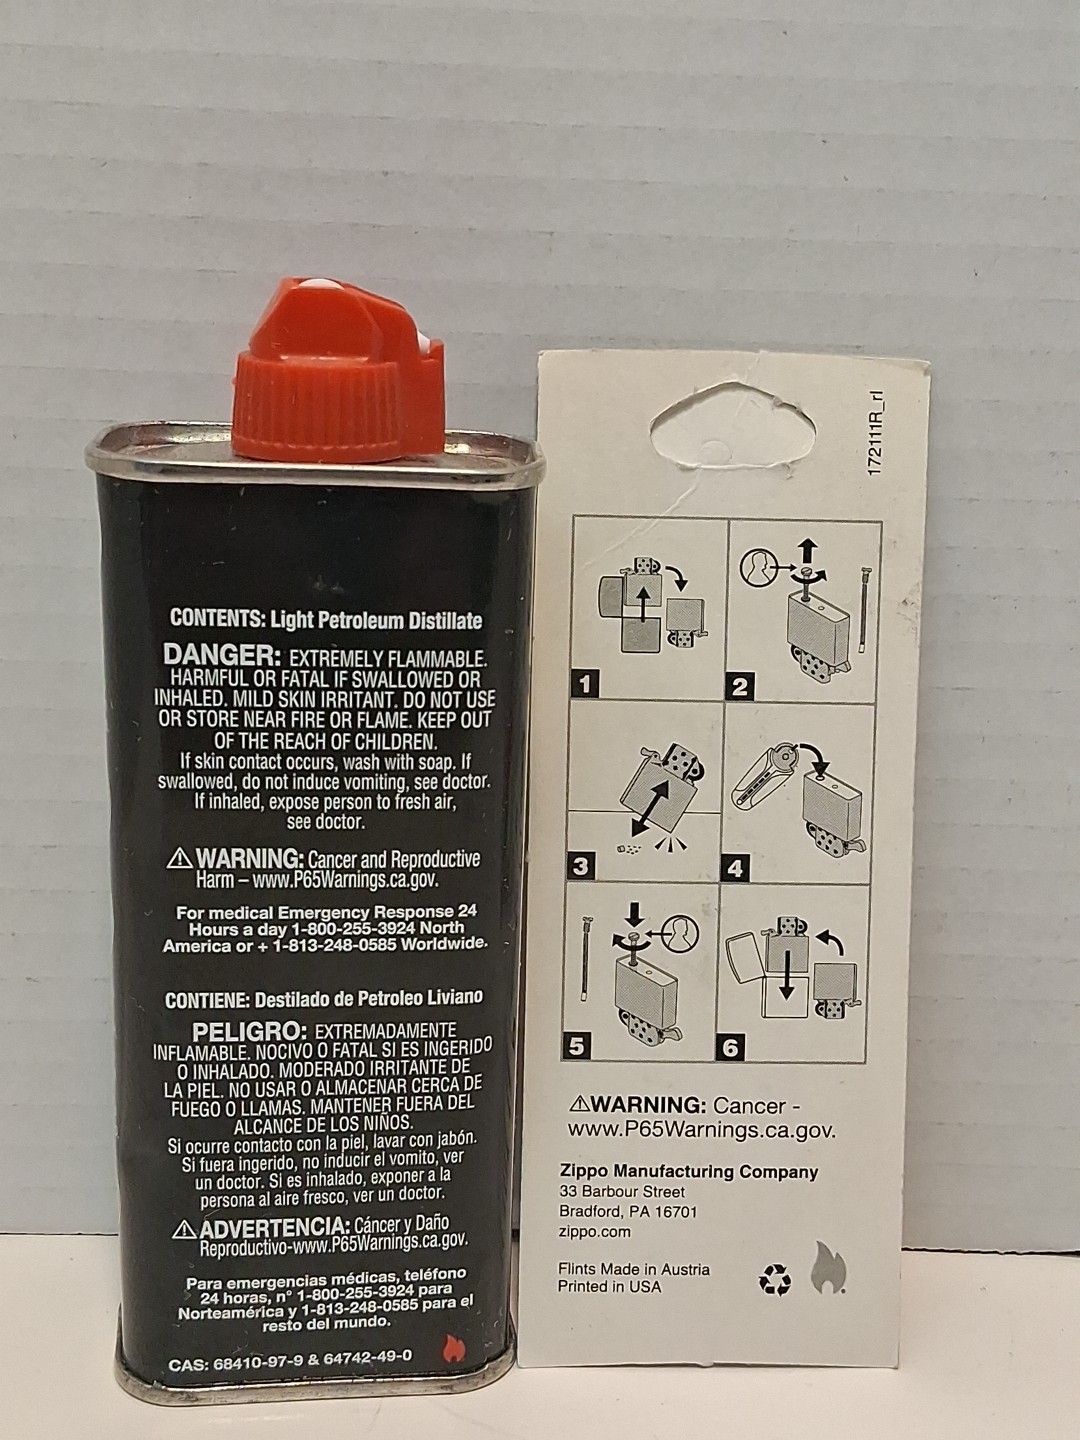 CONTENTS: Light Petroleum Distillate
DANGER: EXTREMELY FLAMMABLE.
HARMFUL OR FATAL IF SWALLOWED OR
INHALED. MILD SKIN IRRITANT. DO NOT USE
OR STORE NEAR FIRE OR FLAME. KEEP OUT
OF THE REACH OF CHILDREN.
If skin contact occurs, wash with soap. If
swallowed, do not induce vomiting, see doctor.
If inhaled, expose person to fresh air,
see doctor.
⚠WARNING: Cancer and Reproductive
Harm – www.P65Warnings.ca.gov.
For medical Emergency Response 24
Hours a day 1-800-255-3924 North
America or + 1-813-248-0585 Worldwide.
CONTIENE: Destilado de Petroleo Liviano
PELIGRO: EXTREMADAMENTE
INFLAMABLE. NOCIVO O FATAL SI ES INGERIDO
O INHALADO. MODERADO IRRITANTE DE
LA PIEL. NO USAR O ALMACENAR CERCA DE
FUEGO O LLAMAS. MANTENER FUERA DEL
ALCANCE DE LOS NIÑOS.
Si ocurre contacto con la piel, lavar con jabón.
Si fuera ingerido, no inducir el vomito, ver
un doctor. Si es inhalado, exponer a la
persona al aire fresco, ver un doctor.
⚠ADVERTENCIA: Cáncer y Daño
Reproductivo-www.P65Warnings.ca.gov.
Para emergencias médicas, teléfono
24 horas, n° 1-800-255-3924 para
Norteamérica y 1-813-248-0585 para el
resto del mundo.
CAS: 68410-97-9 & 64742-49-0
172111R_rl
1
2
3
4
5
6
⚠WARNING: Cancer -
www.P65Warnings.ca.gov.
Zippo Manufacturing Company
33 Barbour Street
Bradford, PA 16701
zippo.com
Flints Made in Austria
Printed in USA